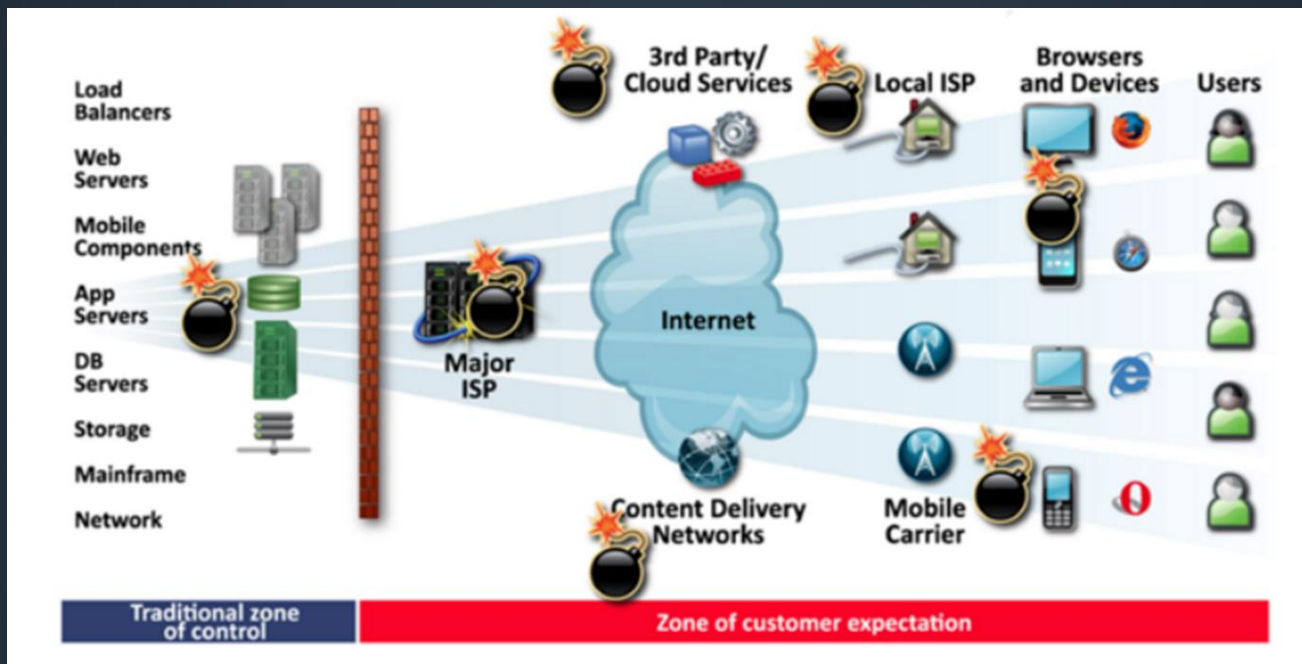 Load
Balancers
Web
Servers
Mobile
Components
App
Servers
DB
Servers
Storage
Mainframe
Network
Major
ISP
3rd Party/
Cloud Services
Internet
Content Delivery
Networks
Local ISP
Mobile
Carrier
Browsers
and Devices
Users
Traditional zone
of control
Zone of customer expectation